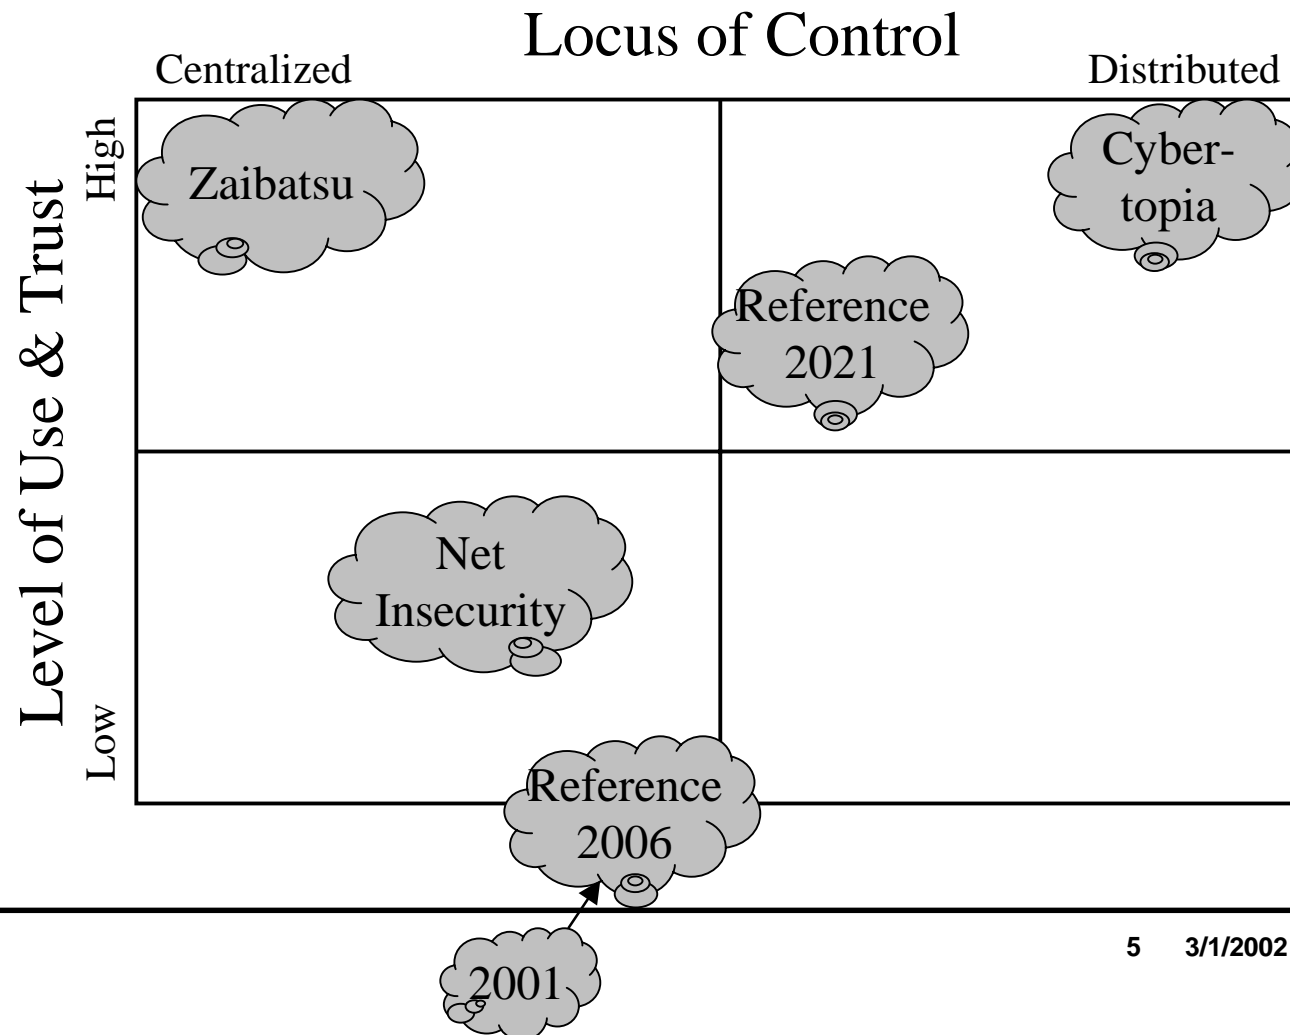 Locus of Control
Centralized
Distributed
Level of Use & Trust
High
Low
Zaibatsu
Cyber-
topia
Reference
2021
Net
Insecurity
Reference
2006
2001
5 3/1/2002